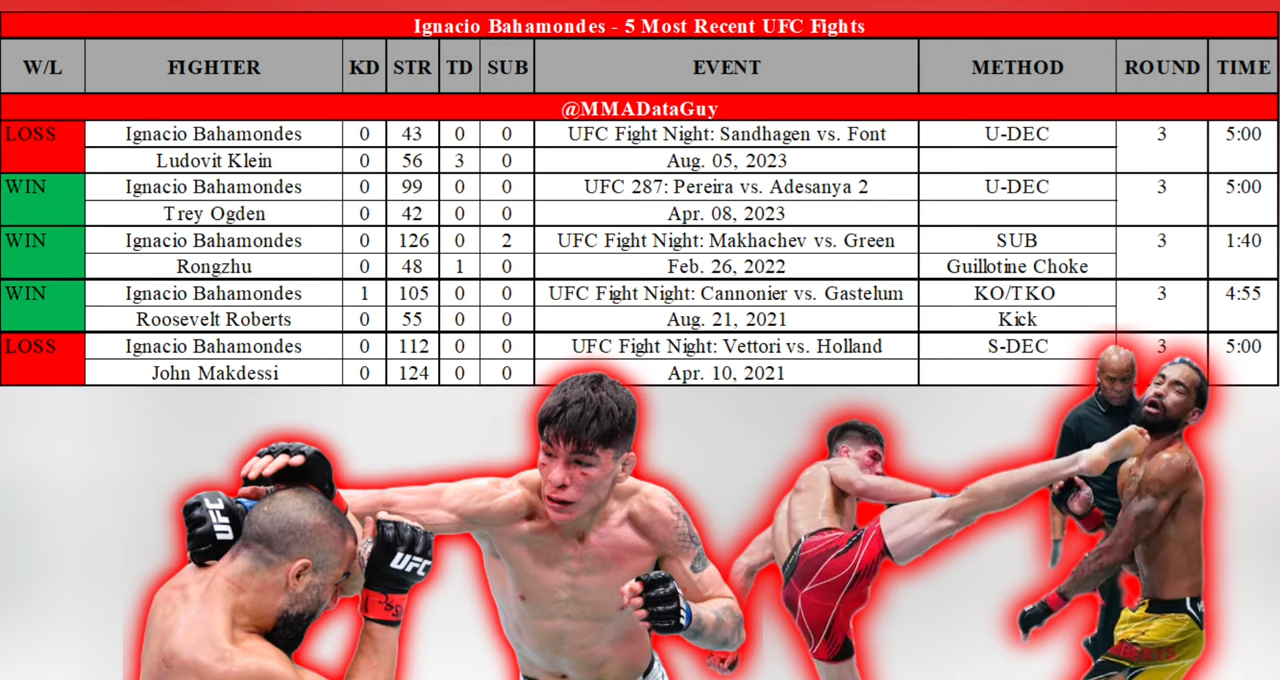 Ignacio Bahamondes - 5 Most Recent UFC Fights
W/L FIGHTER KD STR TD SUB EVENT METHOD ROUND TIME
@MMADataGuy
LOSS Ignacio Bahamondes 0 43 0 0 UFC Fight Night: Sandhagen vs. Font U-DEC 3 5:00
Ludovit Klein 0 56 3 0 Aug. 05, 2023
WIN Ignacio Bahamondes 0 99 0 0 UFC 287: Pereira vs. Adesanya 2 U-DEC 3 5:00
Trey Ogden 0 42 0 0 Apr. 08, 2023
WIN Ignacio Bahamondes 0 126 0 2 UFC Fight Night: Makhachev vs. Green SUB 3 1:40
Rongzhu 0 48 1 0 Feb. 26, 2022 Guillotine Choke
WIN Ignacio Bahamondes 1 105 0 0 UFC Fight Night: Cannonier vs. Gastelum KO/TKO 3 4:55
Roosevelt Roberts 0 55 0 0 Aug. 21, 2021 Kick
LOSS Ignacio Bahamondes 0 112 0 0 UFC Fight Night: Vettori vs. Holland S-DEC 3 5:00
John Makdessi 0 124 0 0 Apr. 10, 2021
UFC
UFC